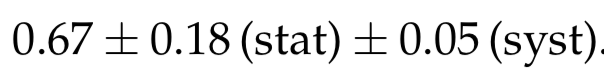 0.67 ± 0.18 (stat) ± 0.05 (syst).